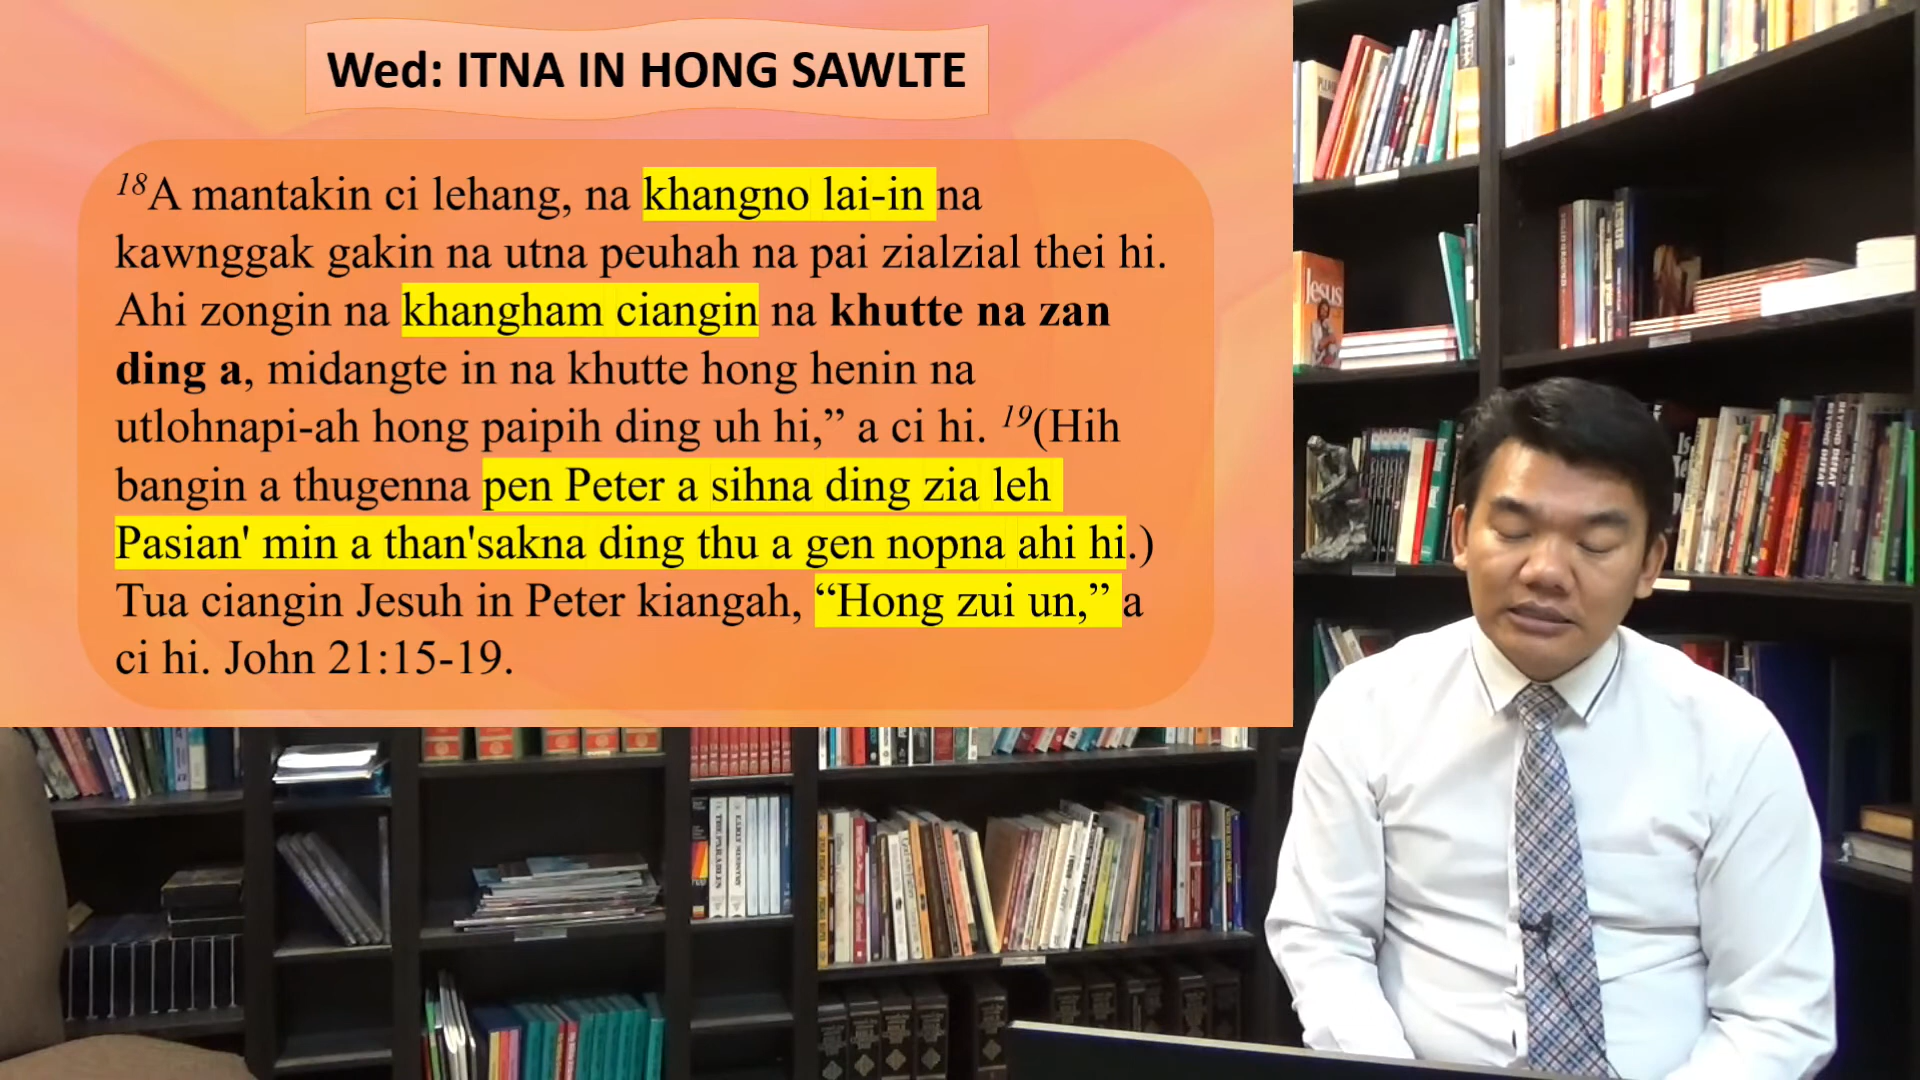 Wed: ITNA IN HONG SAWLTE
18A mantakin ci lehang, na khangno lai-in na
kawnggak gakin na utna peuhah na pai zialzial thei hi.
Ahi zongin na khangham ciangin na khutte na zan
ding a, midangte in na khutte hong henin na
utlohnapi-ah hong paipih ding uh hi,” a ci hi. 19(Hih
bangin a thugenna pen Peter a sihna ding zia leh
Pasian' min a than'sakna ding thu a gen nopna ahi hi.)
Tua ciangin Jesuh in Peter kiangah, “Hong zui un,” a
ci hi. John 21:15-19.
Jesus